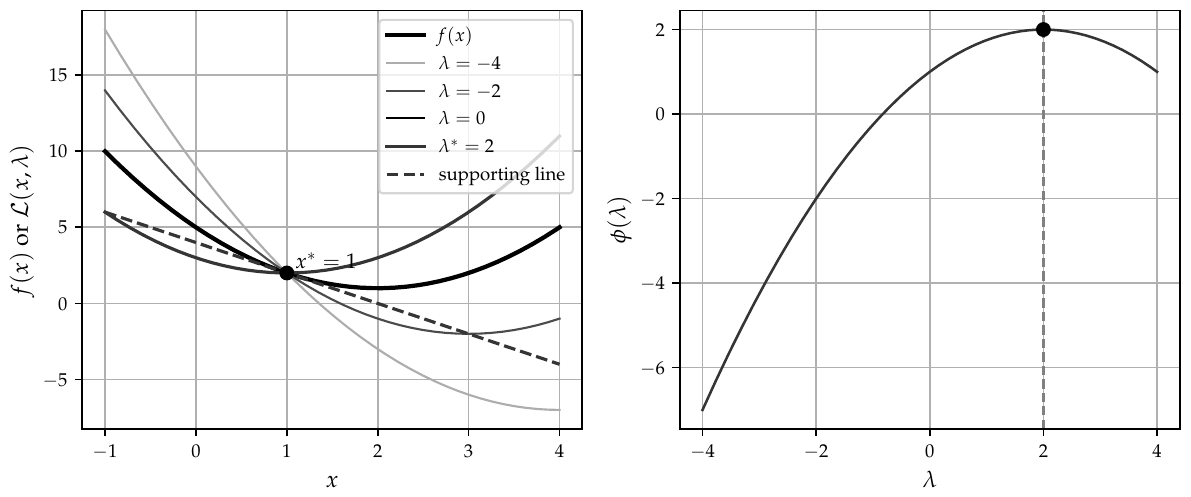 f(x) or ℒ(x, λ)
15
10
5
0
−5
−1
0
1
2
3
4
x
f(x)
λ = −4
λ = −2
λ = 0
λ* = 2
supporting line
x* = 1
ϕ(λ)
2
0
−2
−4
−6
−4
−2
0
2
4
λ